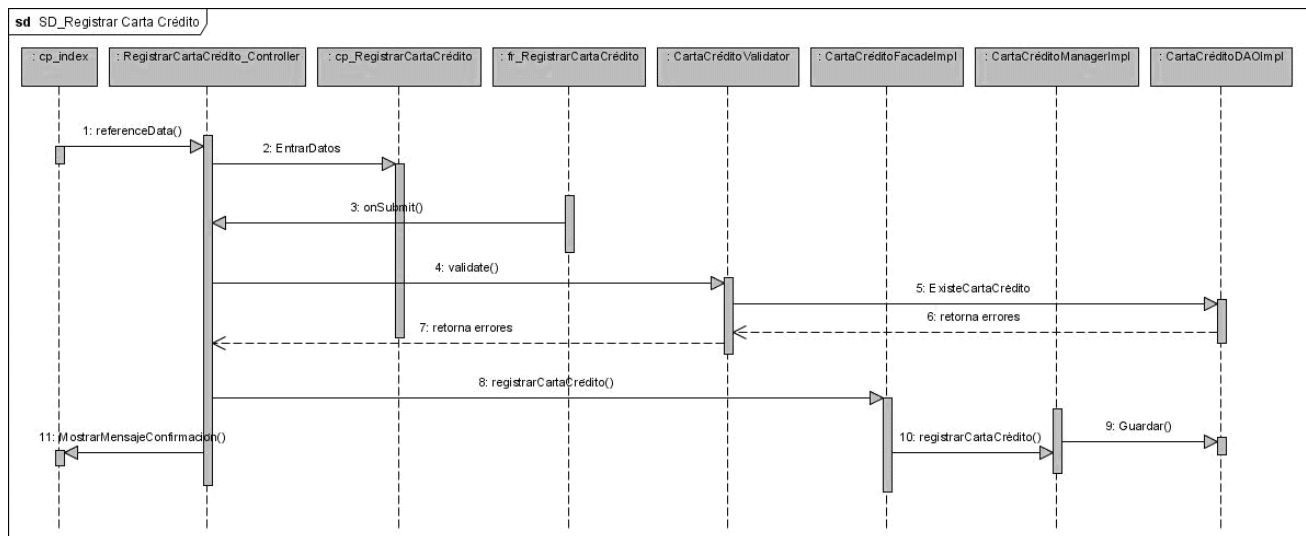 sd SD_Registrar Carta Crédito
: cp_index
: RegistrarCartaCrédito_Controller
: cp_RegistrarCartaCrédito
: fr_RegistrarCartaCrédito
: CartaCréditoValidator
: CartaCréditoFacadeImpl
: CartaCréditoManagerImpl
: CartaCréditoDAOImpl
1: referenceData()
2: EntrarDatos
3: onSubmit()
4: validate()
5: ExisteCartaCrédito
6: retorna errores
7: retorna errores
8: registrarCartaCrédito()
11: MostrarMensajeConfirmación()
10: registrarCartaCrédito()
9: Guardar()